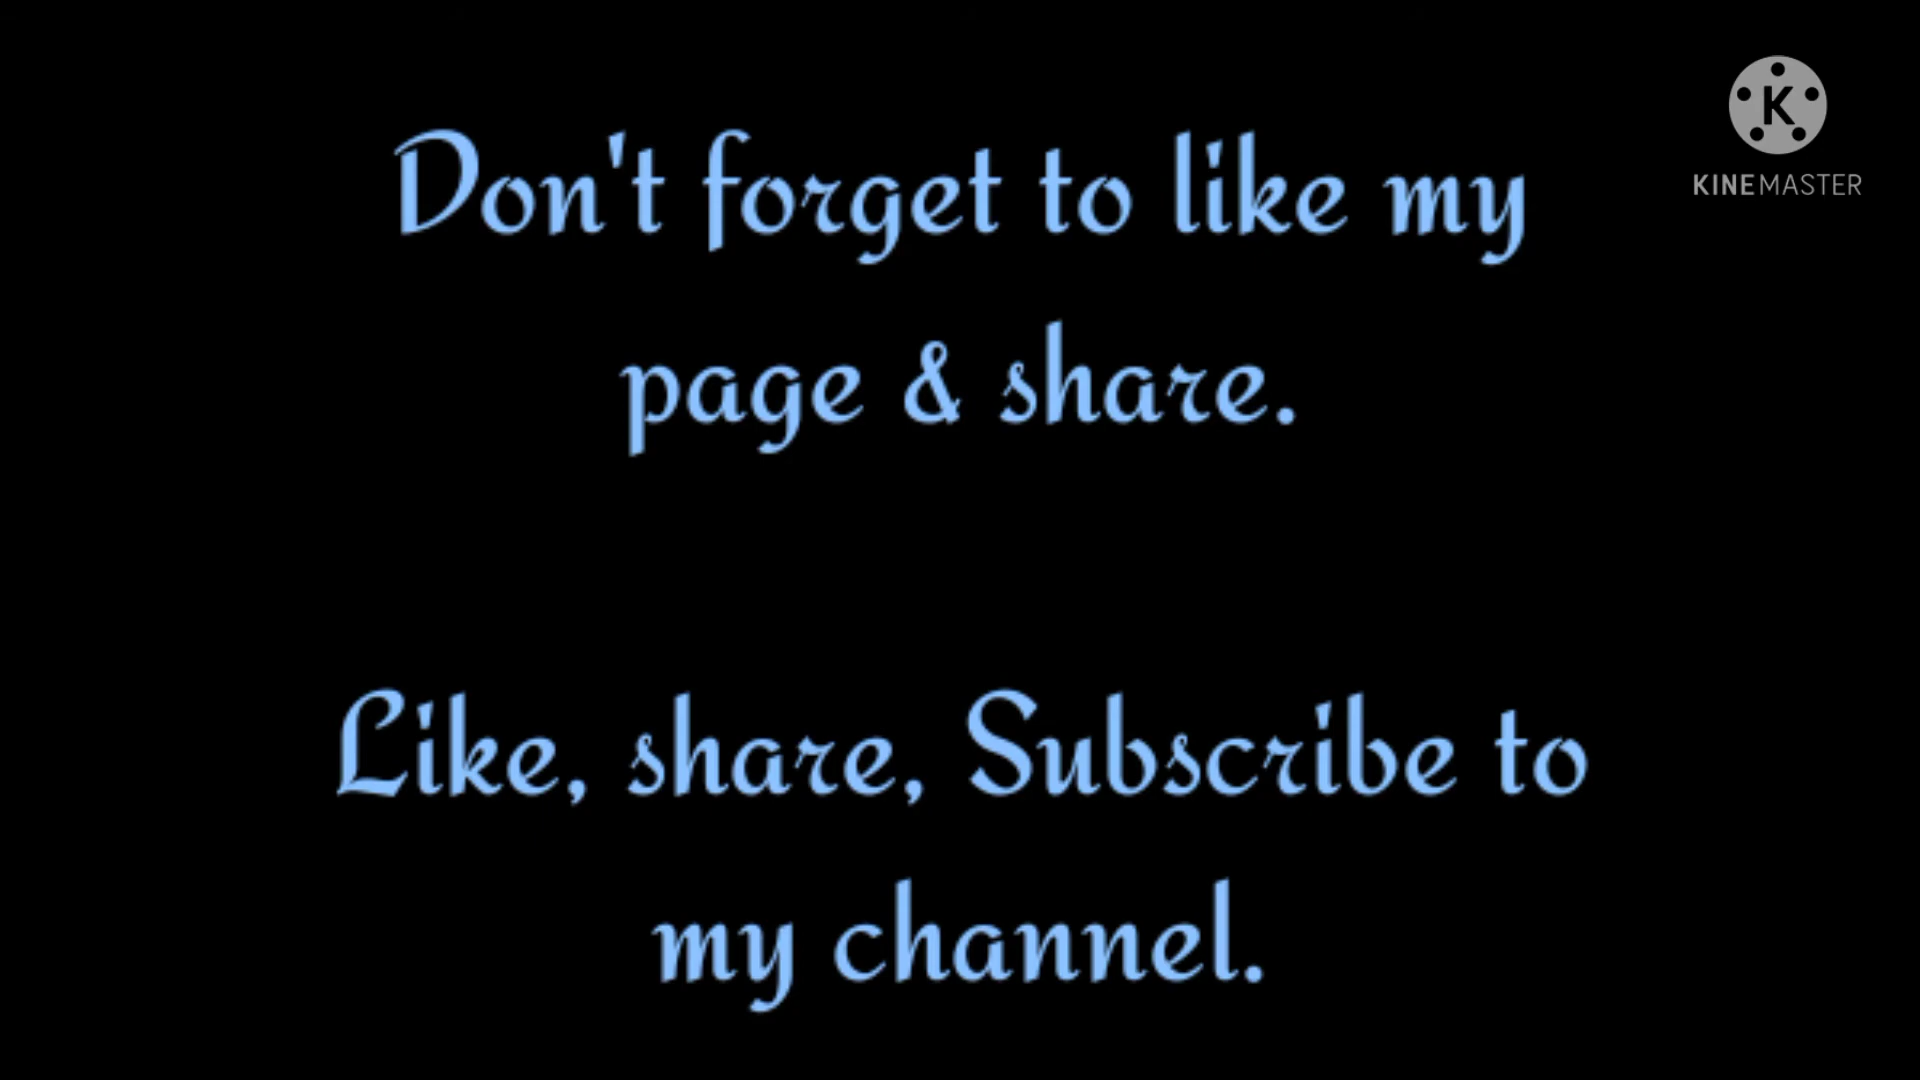 Don't forget to like my
page & share.
Like, share, Subscribe to
my channel.
K
KINEMASTER